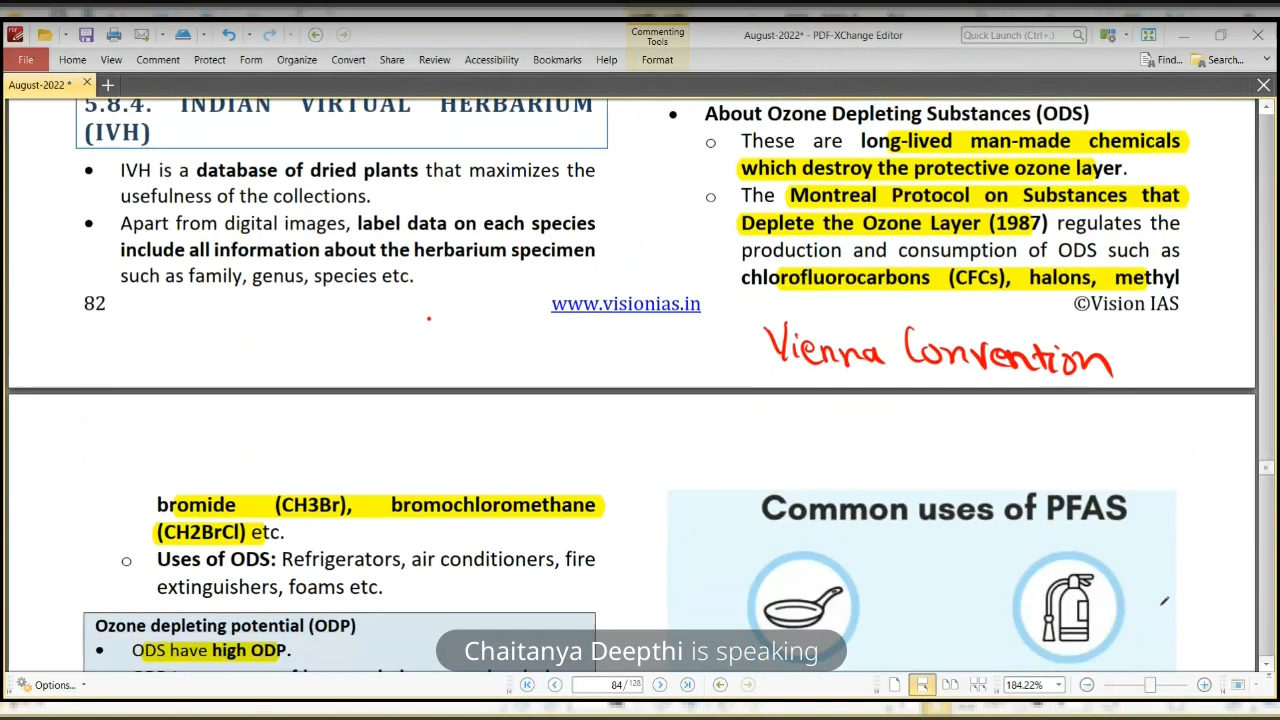 Commenting Tools
August-2022* - PDF-XChange Editor
Quick Launch (Ctrl+.)
File Home View Comment Protect Form Organize Convert Share Review Accessibility Bookmarks Help Format
Find... Search...
August-2022 *
5.8.4. INDIAN VIRTUAL HERBARIUM
(IVH)
• IVH is a database of dried plants that maximizes the
usefulness of the collections.
• Apart from digital images, label data on each species
include all information about the herbarium specimen
such as family, genus, species etc.
• About Ozone Depleting Substances (ODS)
o These are long-lived man-made chemicals
which destroy the protective ozone layer.
o The Montreal Protocol on Substances that
Deplete the Ozone Layer (1987) regulates the
production and consumption of ODS such as
chlorofluorocarbons (CFCs), halons, methyl
82 www.visionias.in ©Vision IAS
Vienna Convention
bromide (CH3Br), bromochloromethane
(CH2BrCl) etc.
o Uses of ODS: Refrigerators, air conditioners, fire
extinguishers, foams etc.
Ozone depleting potential (ODP)
• ODS have high ODP.
Common uses of PFAS
Chaitanya Deepthi is speaking
Options...
84 / 128
184.22%